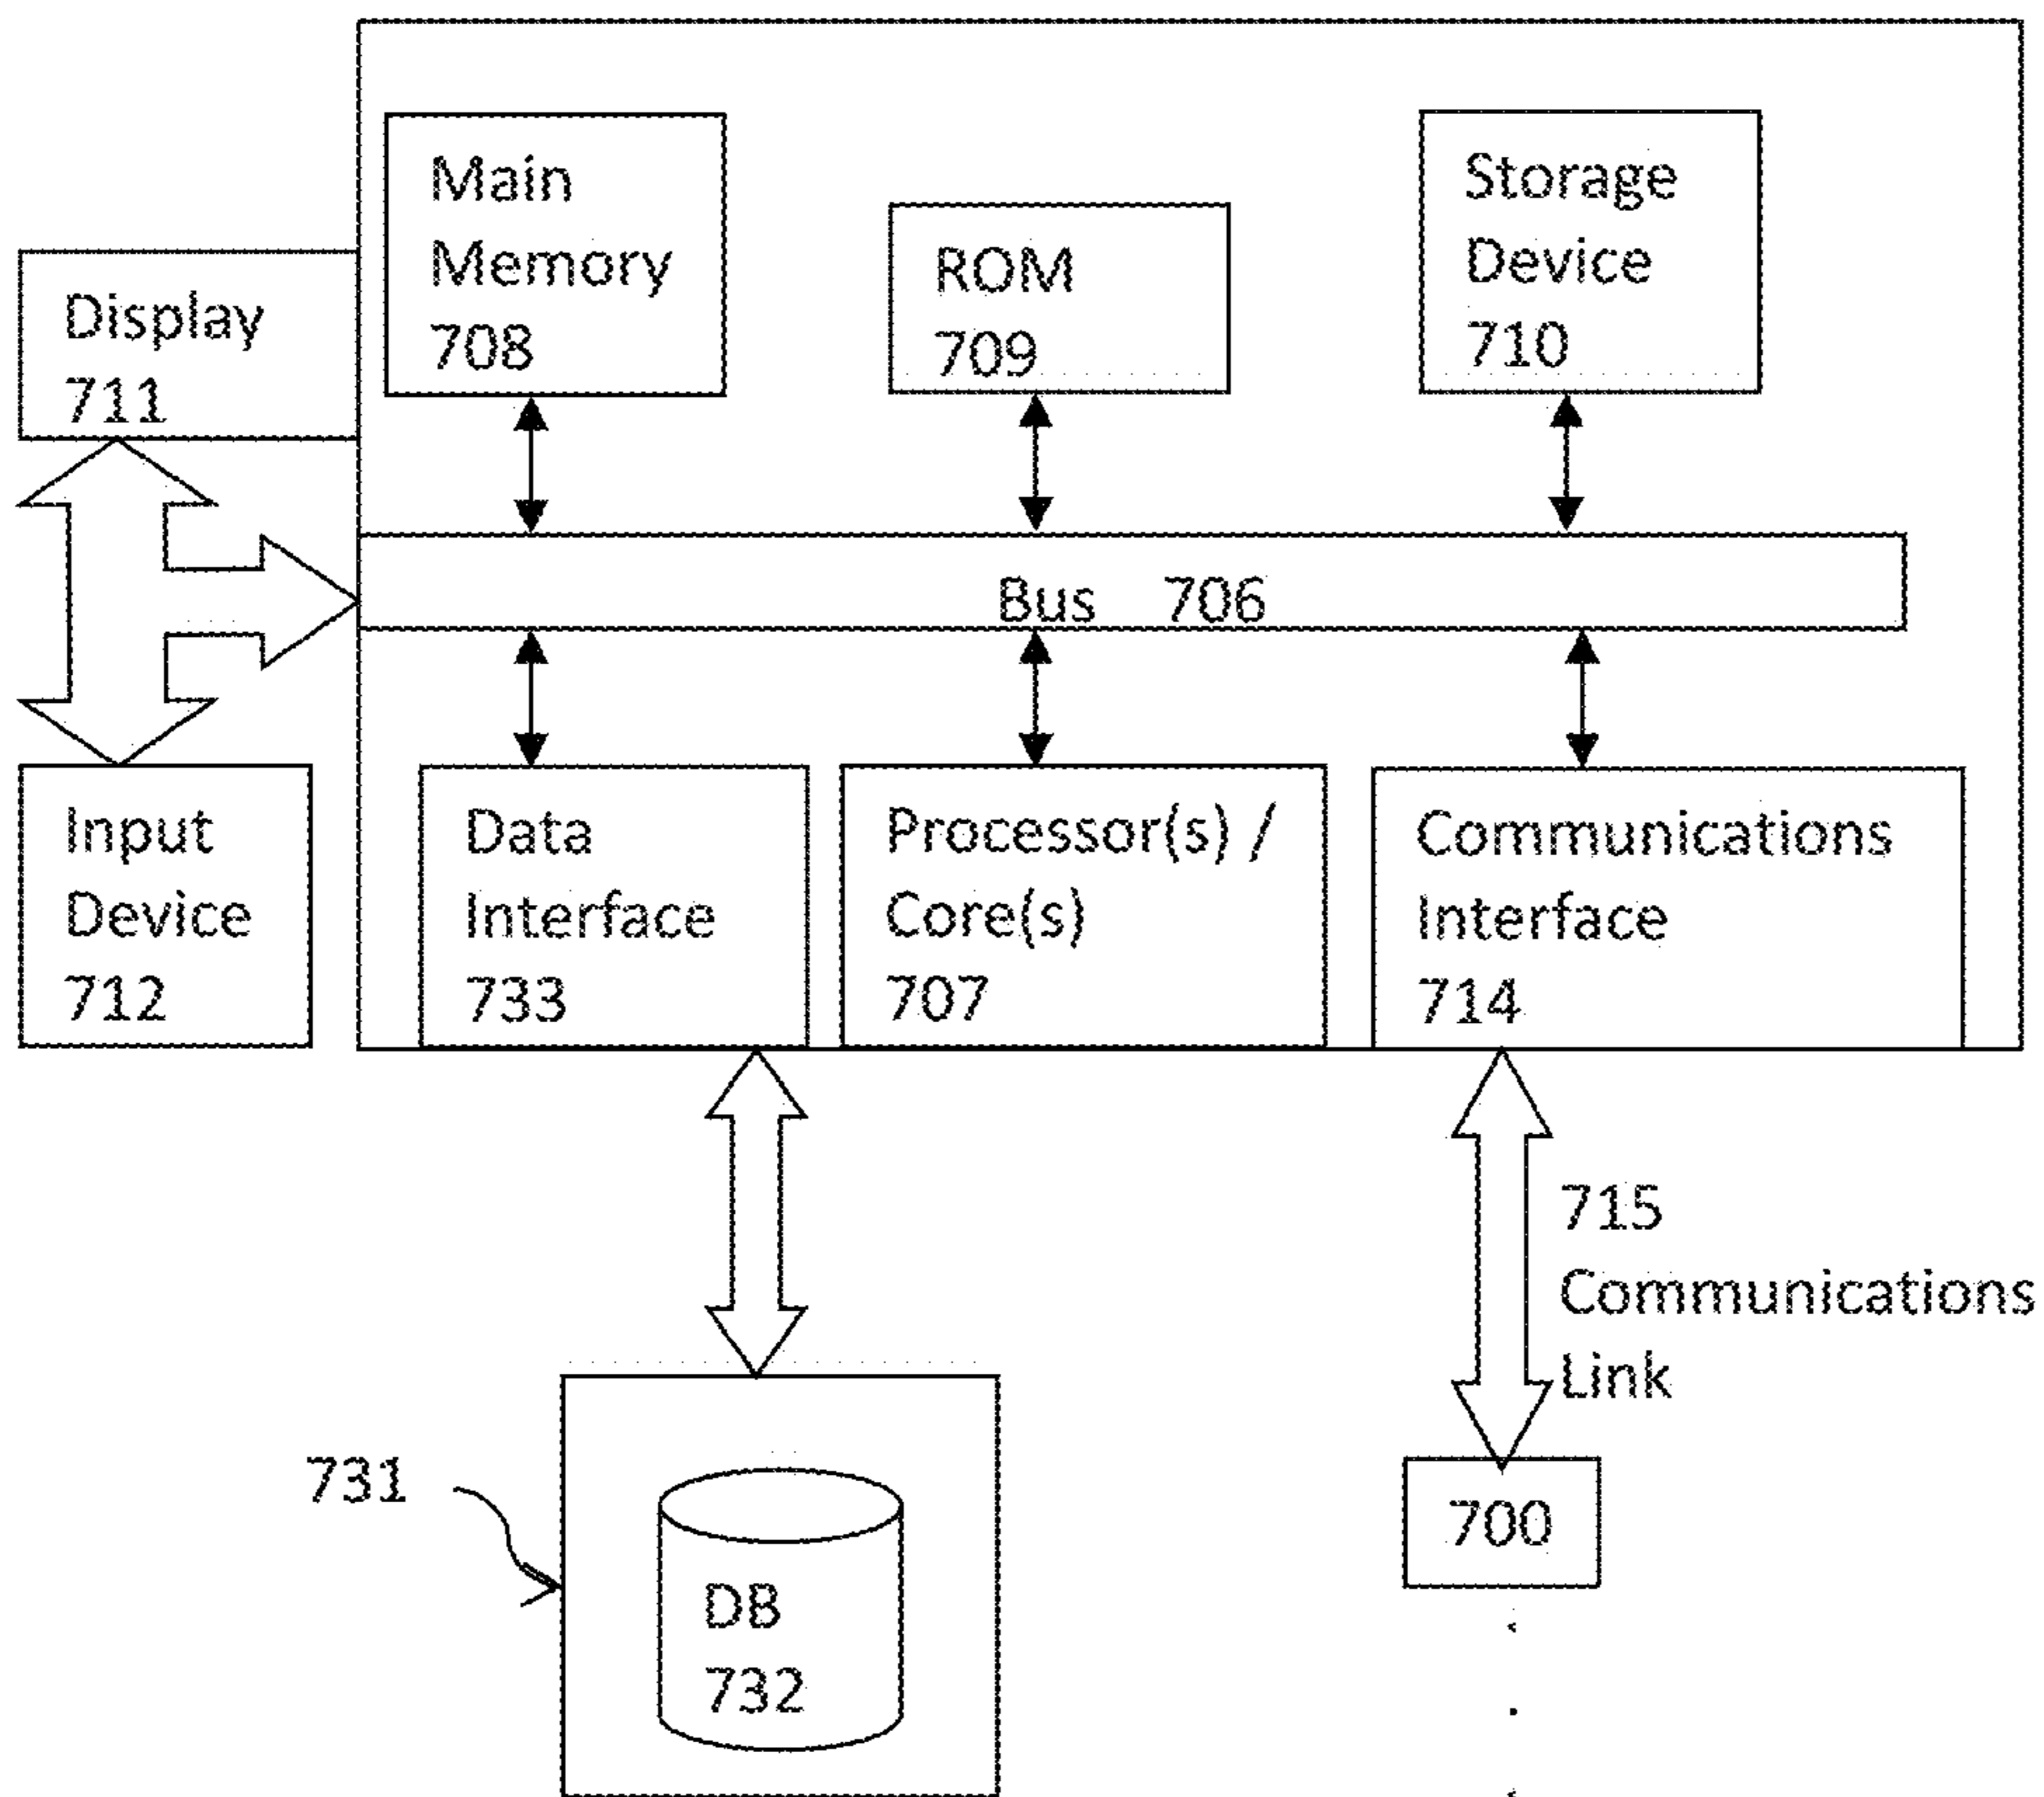 Main
Memory
708
ROM
709
Storage
Device
710
Display
711
Bus 706
Input
Device
712
Data
Interface
733
Processor(s) /
Core(s)
707
Communications
Interface
714
715
Communications
Link
731
DB
732
700